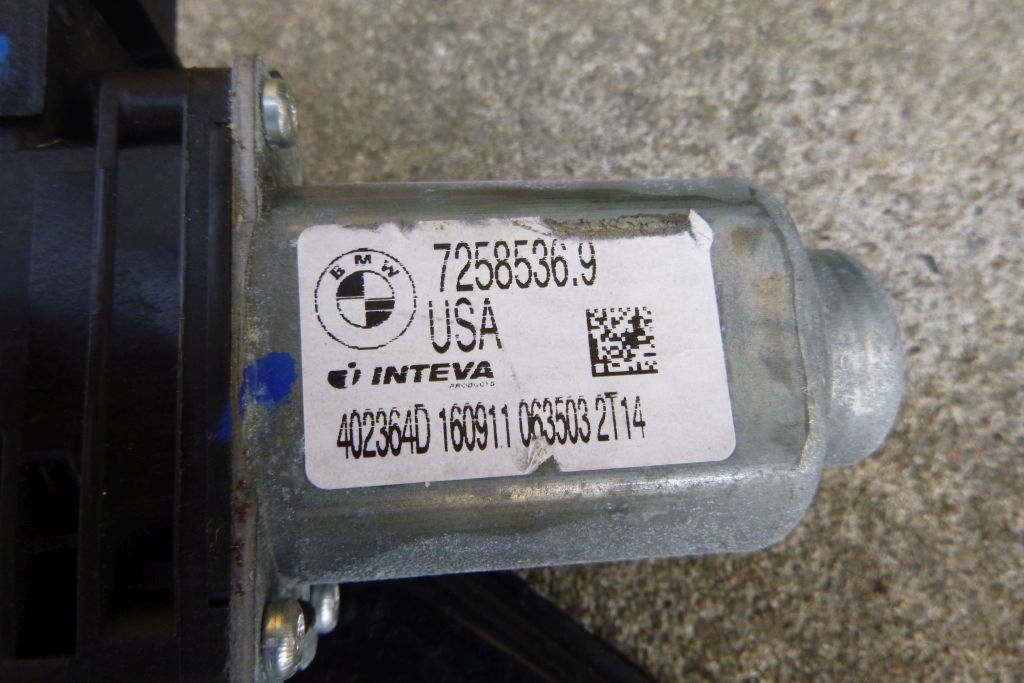 BMW
7258536.9
USA
INTEVA
PRODUCTS
402364D 160911 063503 2T14